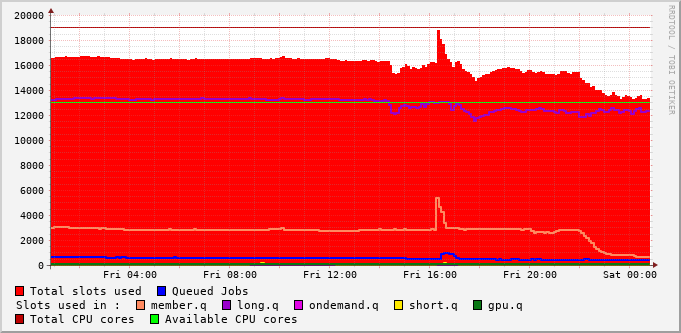 20000
18000
16000
14000
12000
10000
8000
6000
4000
2000
0
Fri 04:00 Fri 08:00 Fri 12:00 Fri 16:00 Fri 20:00 Sat 00:00
RRDTOOL / TOBI OETIKER
Total slots used Queued Jobs
Slots used in : member.q long.q ondemand.q short.q gpu.q
Total CPU cores Available CPU cores